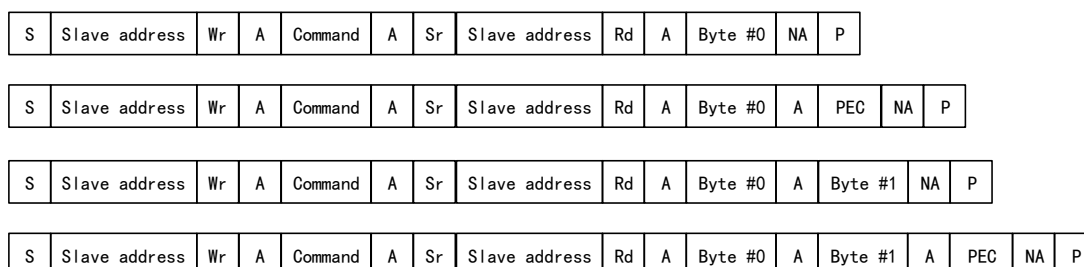 S Slave address Wr A Command A Sr Slave address Rd A Byte #0 NA P
S Slave address Wr A Command A Sr Slave address Rd A Byte #0 A PEC NA P
S Slave address Wr A Command A Sr Slave address Rd A Byte #0 A Byte #1 NA P
S Slave address Wr A Command A Sr Slave address Rd A Byte #0 A Byte #1 A PEC NA P